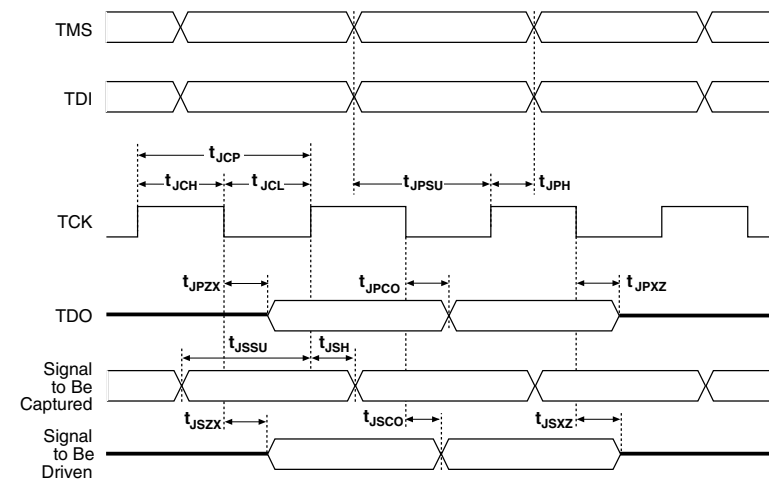 TMS
TDI
tJCP
tJCH tJCL tJPSU tJPH
TCK
tJPZX tJPCO tJPXZ
TDO
tJSSU tJSH
Signal
to Be
Captured
tJSZX tJSCO tJSXZ
Signal
to Be
Driven